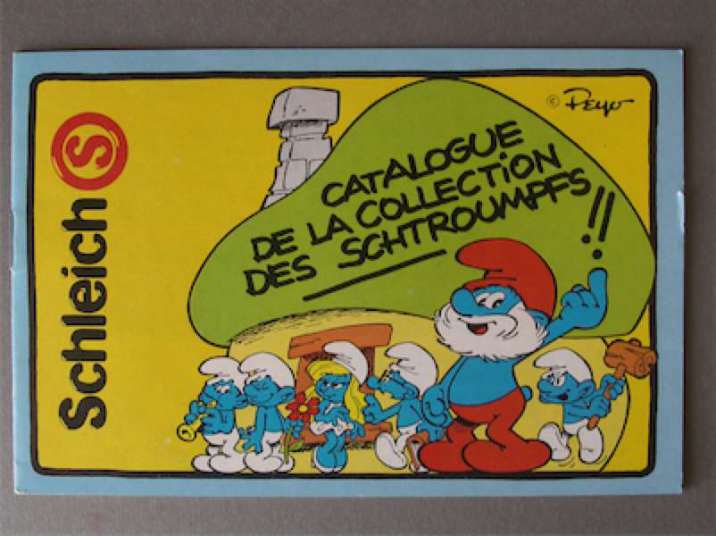 Schleich S
© Peyo
CATALOGUE
DE LA COLLECTION
DES SCHTROUMPFS!!